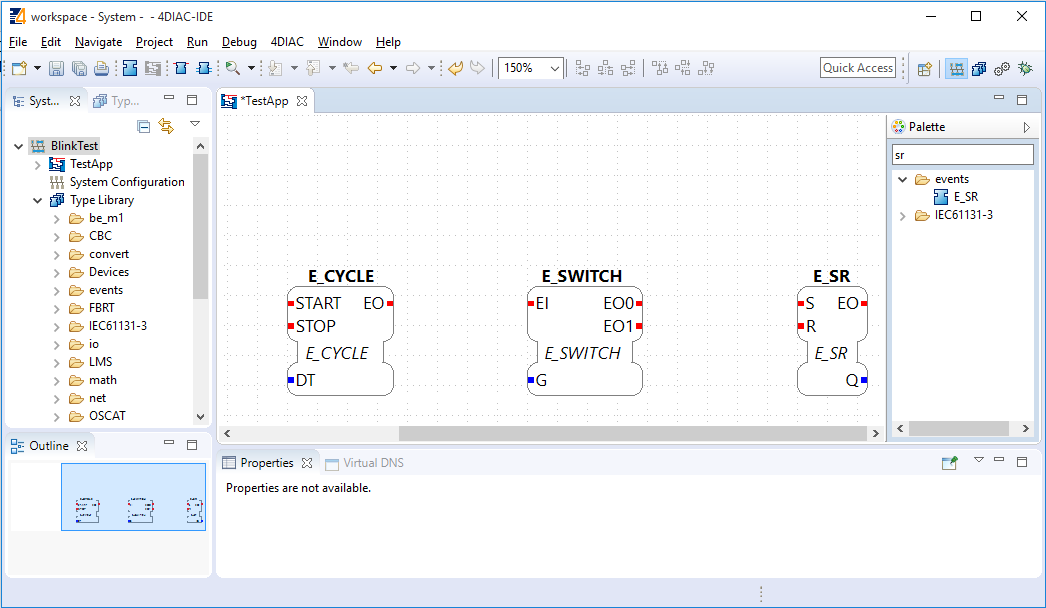 workspace - System - - 4DIAC-IDE
File Edit Navigate Project Run Debug 4DIAC Window Help
150% Quick Access
Syst... Typ...
BlinkTest
TestApp
System Configuration
Type Library
be_m1
CBC
convert
Devices
events
FBRT
IEC61131-3
io
LMS
math
net
OSCAT
*TestApp
E_CYCLE
START EO
STOP
E_CYCLE
DT
E_SWITCH
EI EO0
EO1
E_SWITCH
G
E_SR
S EO
R
E_SR
Q
Palette
sr
events
E_SR
IEC61131-3
Outline
Properties Virtual DNS
Properties are not available.